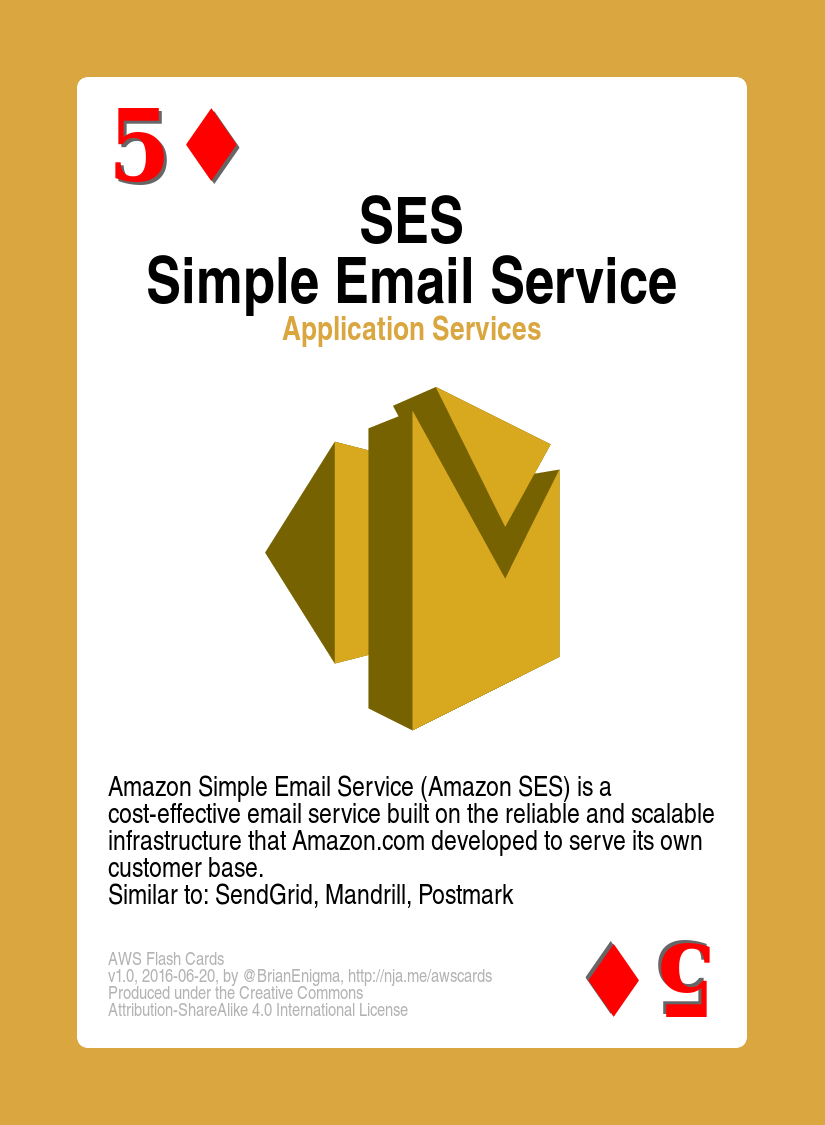 5♦
SES
Simple Email Service
Application Services
Amazon Simple Email Service (Amazon SES) is a
cost-effective email service built on the reliable and scalable
infrastructure that Amazon.com developed to serve its own
customer base.
Similar to: SendGrid, Mandrill, Postmark
AWS Flash Cards
v1.0, 2016-06-20, by @BrianEnigma, http://nja.me/awscards
Produced under the Creative Commons
Attribution-ShareAlike 4.0 International License
5♦